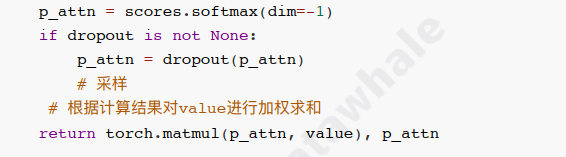 p_attn = scores.softmax(dim=-1)
if dropout is not None:
p_attn = dropout(p_attn)
# 采样
# 根据计算结果对value进行加权求和
return torch.matmul(p_attn, value), p_attn
atawhale